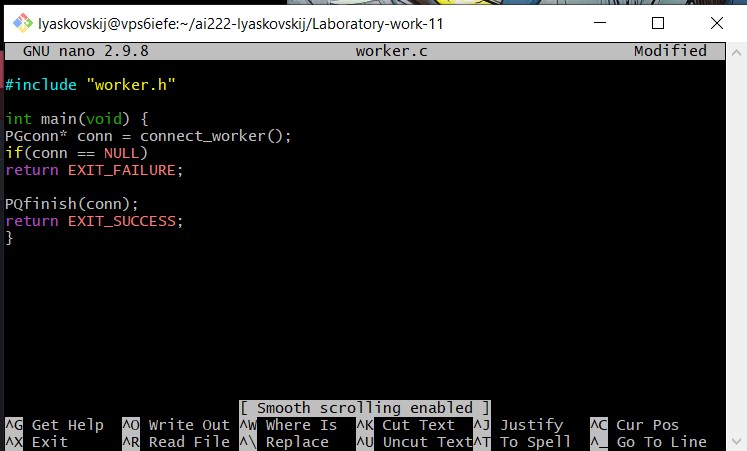 lyaskovskij@vps6iefe:~/ai222-lyaskovskij/Laboratory-work-11
GNU nano 2.9.8 worker.c Modified
#include "worker.h"
int main(void) {
PGconn* conn = connect_worker();
if(conn == NULL)
return EXIT_FAILURE;
PQfinish(conn);
return EXIT_SUCCESS;
}
[ Smooth scrolling enabled ]
^G Get Help ^O Write Out ^W Where Is ^K Cut Text ^J Justify ^C Cur Pos
^X Exit ^R Read File ^\ Replace ^U Uncut Text ^T To Spell ^_ Go To Line